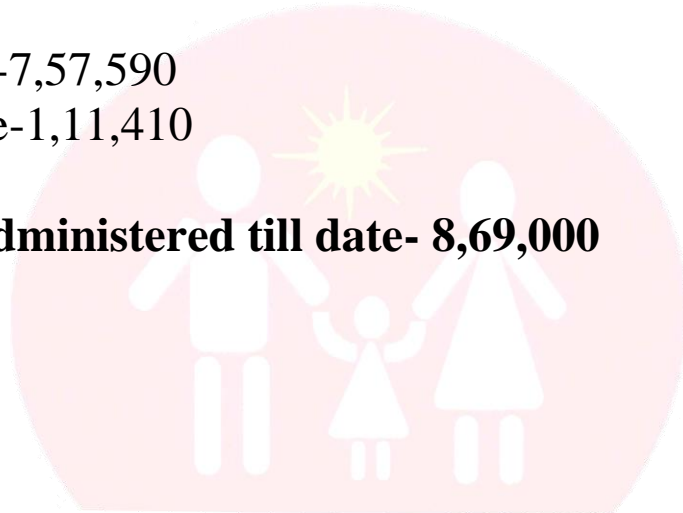 -7,57,590
e-1,11,410
dministered till date- 8,69,000